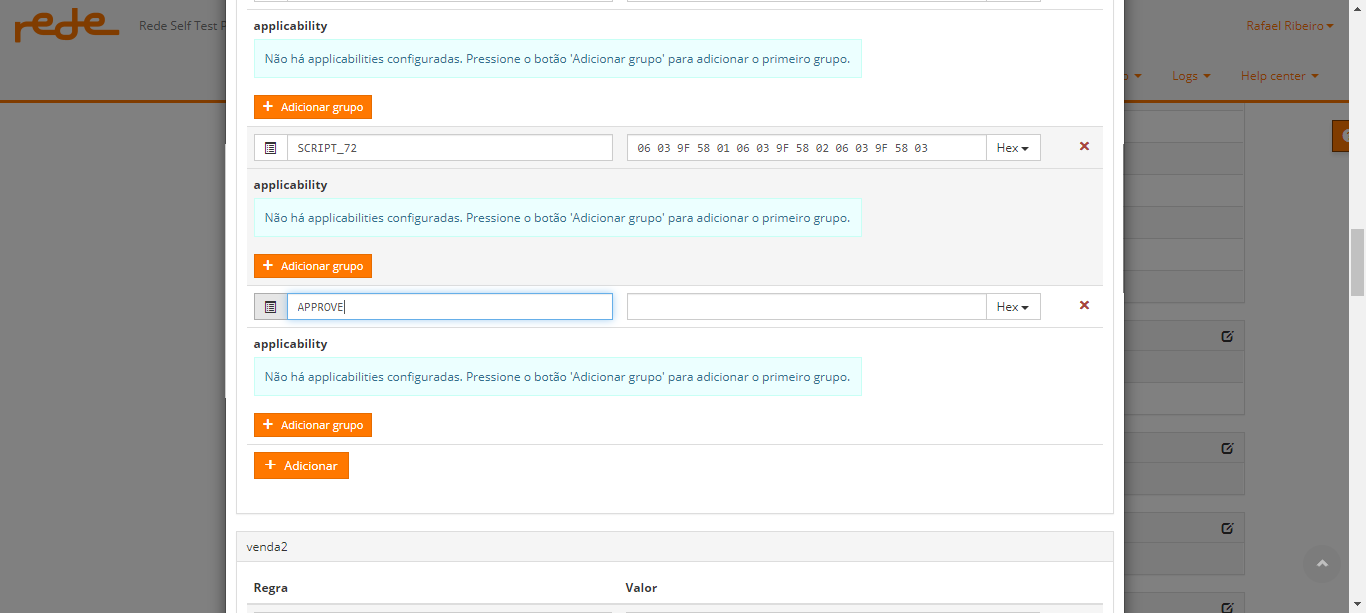 rede
Rede Self Test P
Rafael Ribeiro
Logs
Help center
applicability
Não há applicabilities configuradas. Pressione o botão 'Adicionar grupo' para adicionar o primeiro grupo.
+ Adicionar grupo
SCRIPT_72 06 03 9F 58 01 06 03 9F 58 02 06 03 9F 58 03 Hex
applicability
Não há applicabilities configuradas. Pressione o botão 'Adicionar grupo' para adicionar o primeiro grupo.
+ Adicionar grupo
APPROVE Hex
applicability
Não há applicabilities configuradas. Pressione o botão 'Adicionar grupo' para adicionar o primeiro grupo.
+ Adicionar grupo
+ Adicionar
venda2
Regra Valor